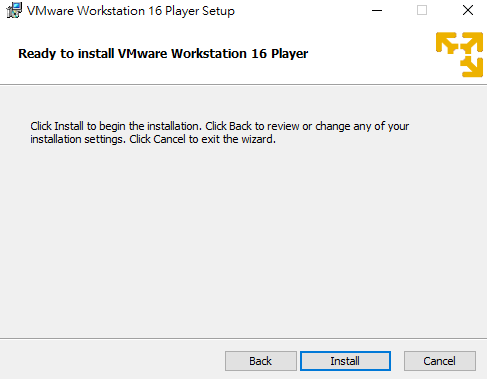 VMware Workstation 16 Player Setup
Ready to install VMware Workstation 16 Player
Click Install to begin the installation. Click Back to review or change any of your
installation settings. Click Cancel to exit the wizard.
Back
Install
Cancel